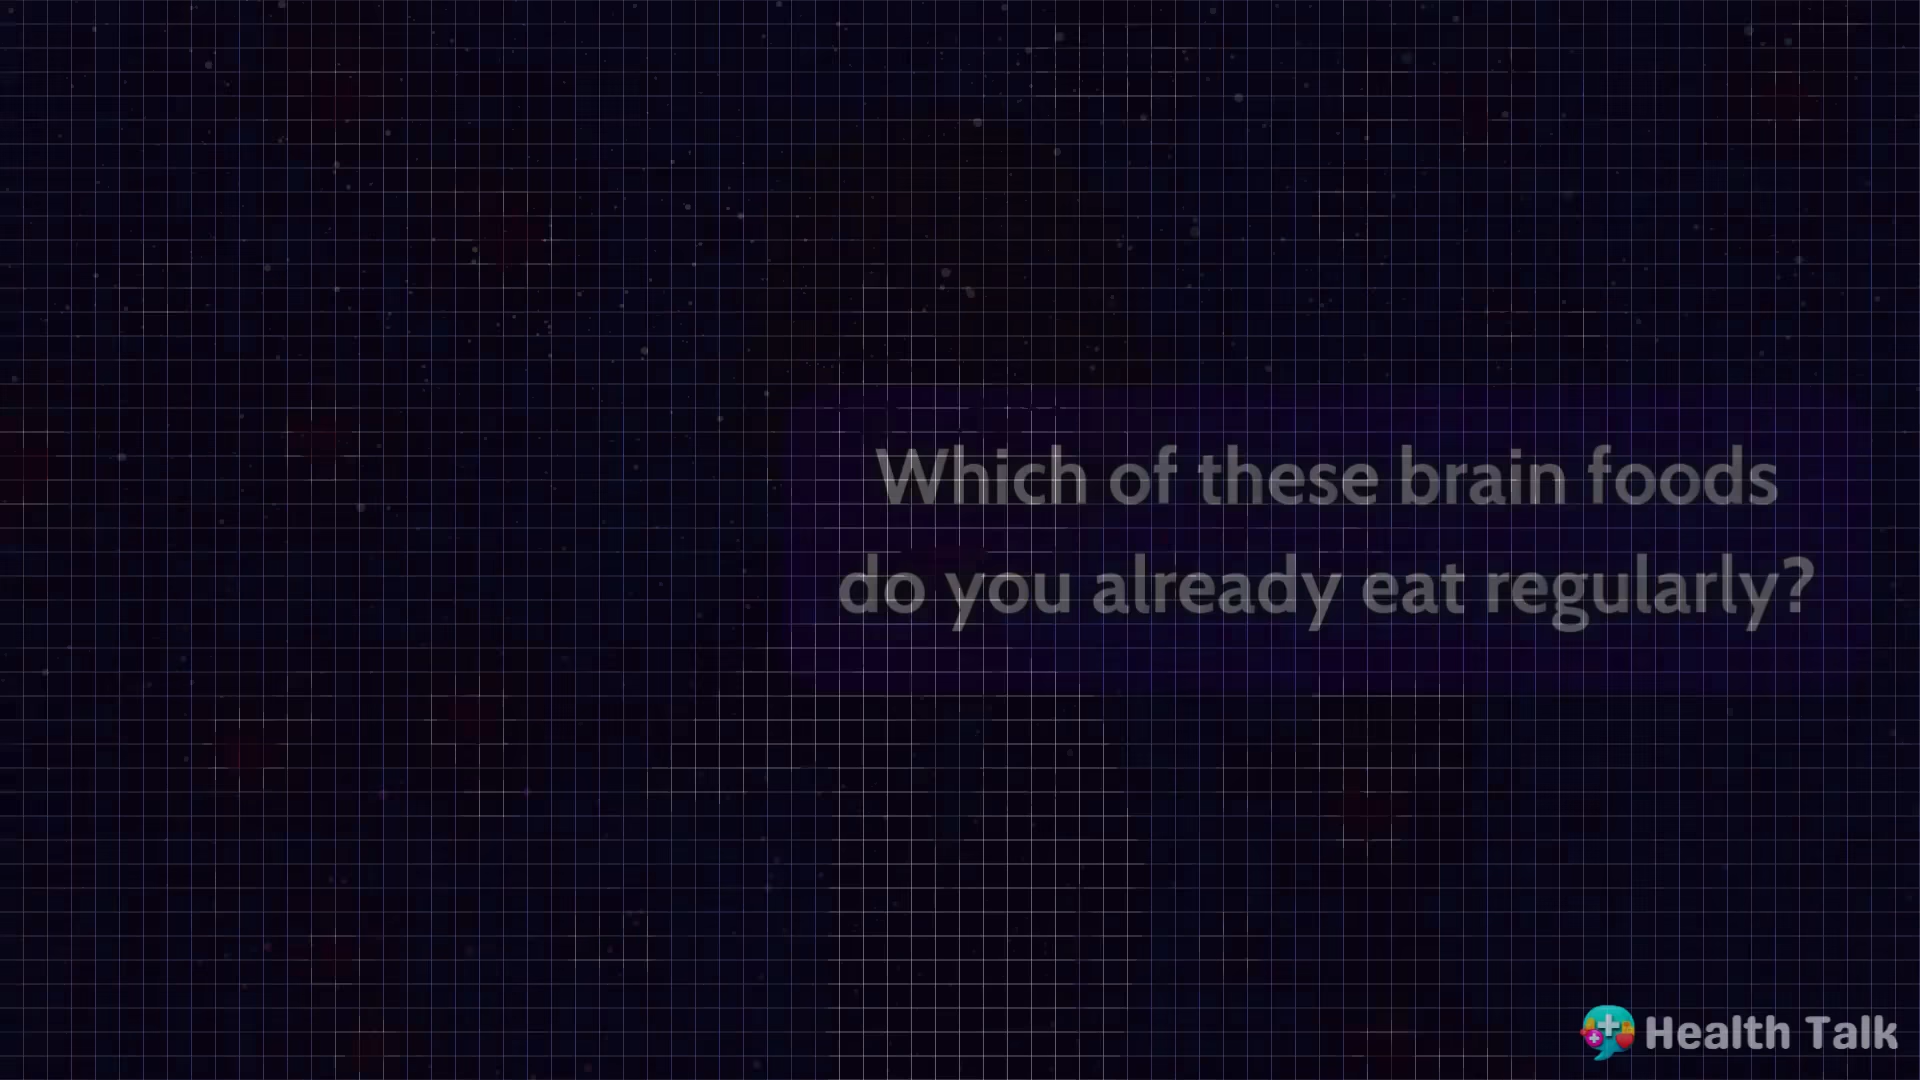 Which of these brain foods
do you already eat regularly?
Health Talk